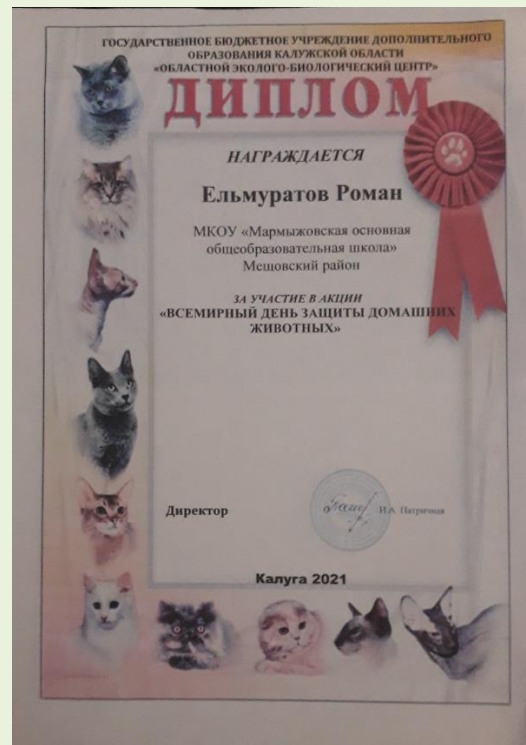 ГОСУДАРСТВЕННОЕ БЮДЖЕТНОЕ УЧРЕЖДЕНИЕ ДОПОЛНИТЕЛЬНОГО
ОБРАЗОВАНИЯ КАЛУЖСКОЙ ОБЛАСТИ
«ОБЛАСТНОЙ ЭКОЛОГО-БИОЛОГИЧЕСКИЙ ЦЕНТР»
ДИПЛОМ
НАГРАЖДАЕТСЯ
Ельмуратов Роман
МКОУ «Мармыжовская основная
общеобразовательная школа»
Мещовский район
ЗА УЧАСТИЕ В АКЦИИ
«ВСЕМИРНЫЙ ДЕНЬ ЗАЩИТЫ ДОМАШНИХ
ЖИВОТНЫХ»
Директор
И.А. Патричная
Калуга 2021